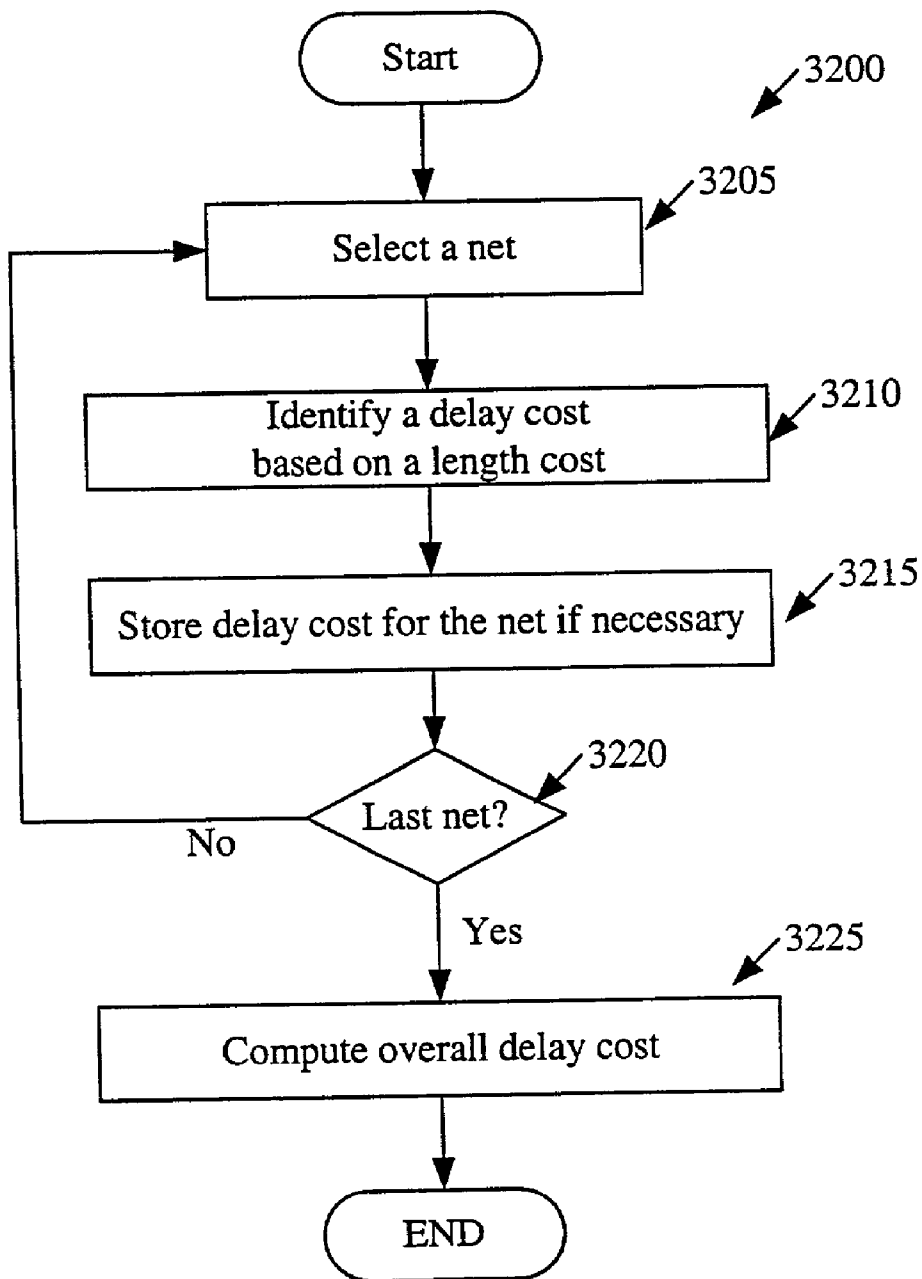 Start
3200
3205
Select a net
3210
Identify a delay cost
based on a length cost
3215
Store delay cost for the net if necessary
3220
Last net?
No
Yes
3225
Compute overall delay cost
END